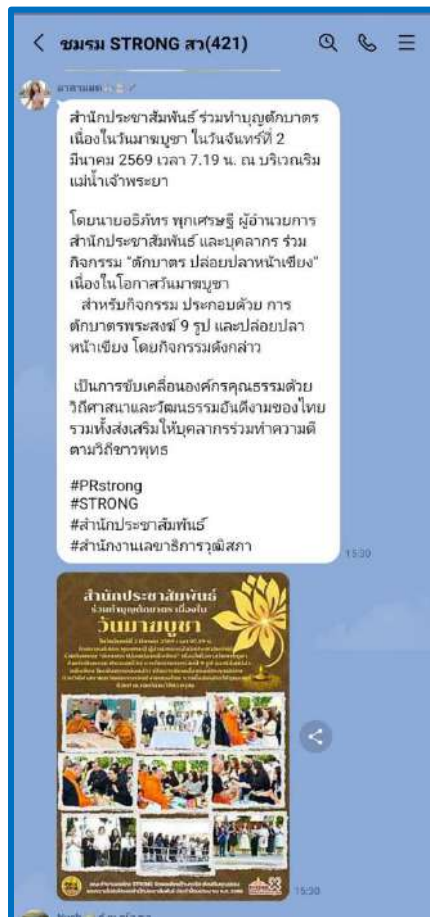 ชมรม STRONG สว(421)
สำนักประชาสัมพันธ์ ร่วมทำบุญตักบาตร
เนื่องในวันมาฆบูชา ในวันจันทร์ที่ 2
มีนาคม 2569 เวลา 7.19 น. ณ บริเวณริม
แม่น้ำเจ้าพระยา
โดยนายอธิภัทร พุกเศรษฐี ผู้อำนวยการ
สำนักประชาสัมพันธ์ และบุคลากร ร่วม
กิจกรรม "ตักบาตร ปล่อยปลาหน้าเขียง"
เนื่องในโอกาสวันมาฆบูชา
สำหรับกิจกรรม ประกอบด้วย การ
ตักบาตรพระสงฆ์ 9 รูป และปล่อยปลา
หน้าเขียง โดยกิจกรรมดังกล่าว
เป็นการขับเคลื่อนองค์กรคุณธรรมด้วย
วิถีศาสนาและวัฒนธรรมอันดีงามของไทย
รวมทั้งส่งเสริมให้บุคลากรร่วมทำความดี
ตามวิถีชาวพุทธ
#PRstrong
#STRONG
#สำนักประชาสัมพันธ์
#สำนักงานเลขาธิการวุฒิสภา
15:30
สำนักประชาสัมพันธ์
ร่วมทำบุญตักบาตร เนื่องใน
วันมาฆบูชา
15:30